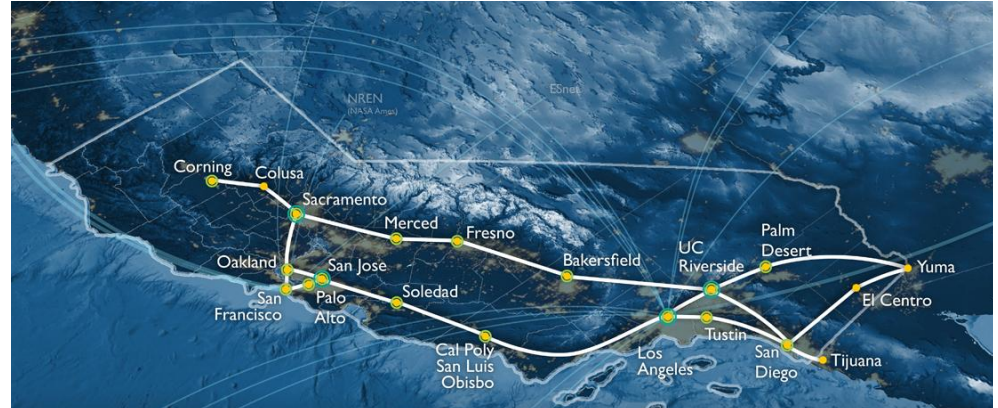 NREN
(NASA Ames)
ESnet
Corning
Colusa
Sacramento
Merced
Fresno
Bakersfield
UC
Riverside
Palm
Desert
Yuma
El Centro
Oakland
San Jose
San
Francisco
Palo
Alto
Soledad
Cal Poly
San Luis
Obisbo
Los
Angeles
Tustin
San
Diego
Tijuana